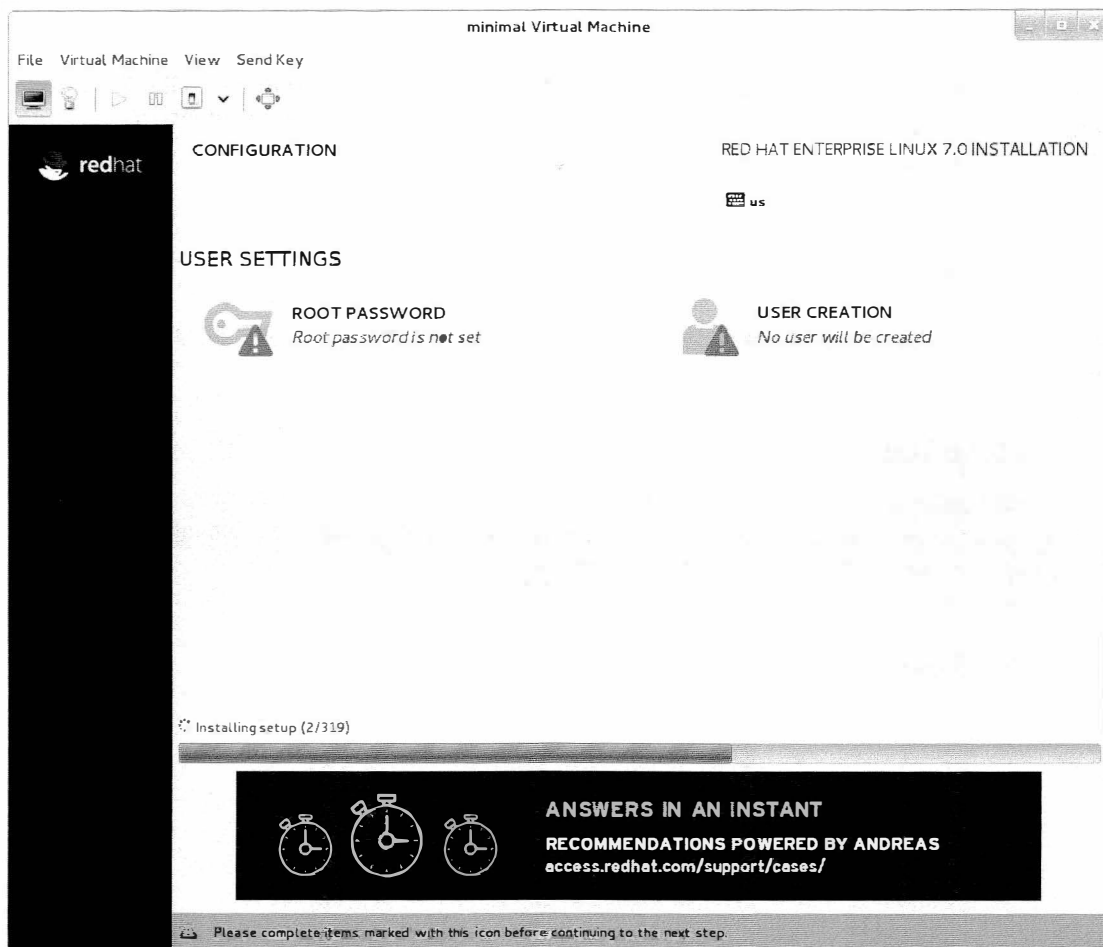 minimal Virtual Machine
File Virtual Machine View Send Key
redhat
CONFIGURATION
RED HAT ENTERPRISE LINUX 7.0 INSTALLATION
us
USER SETTINGS
ROOT PASSWORD
Root password is not set
USER CREATION
No user will be created
Installing setup (2/319)
ANSWERS IN AN INSTANT
RECOMMENDATIONS POWERED BY ANDREAS
access.redhat.com/support/cases/
Please complete items marked with this icon before continuing to the next step.